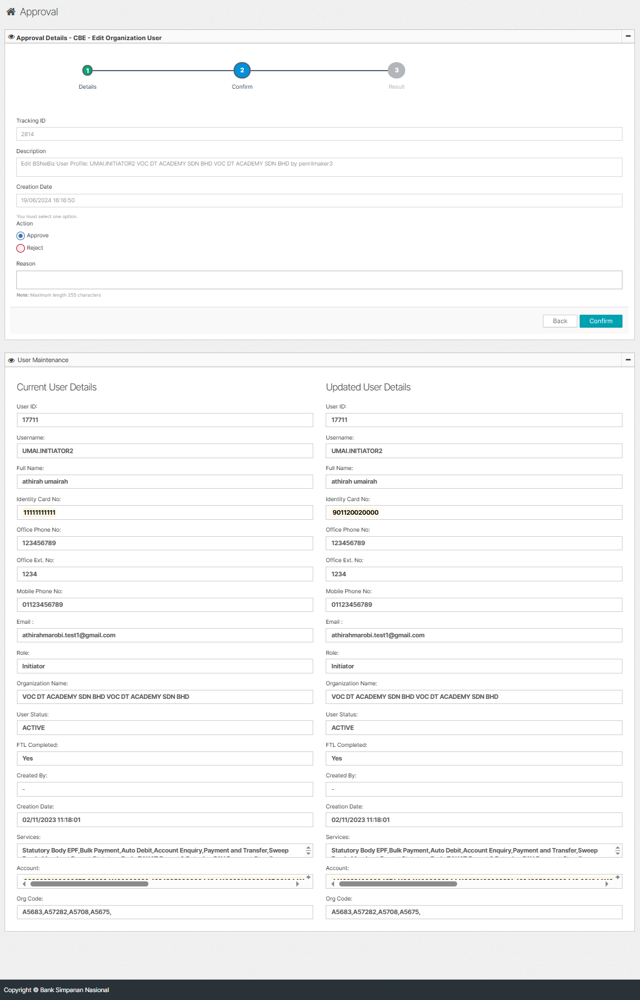 Approval
Approval Details - CBE - Edit Organization User
1
2
3
Details
Confirm
Result
Tracking ID
2814
Description
Edit BSNeBiz User Profile: UMAI.INITIATOR2 VOC DT ACADEMY SDN BHD VOC DT ACADEMY SDN BHD by penrilmaker3
Creation Date
19/06/2024 16:16:50
You must select one option.
Action
Approve
Reject
Reason
Note: Maximum length 255 characters
Back
Confirm
User Maintenance
Current User Details
Updated User Details
User ID:
User ID:
17711
17711
Username:
Username:
UMAI.INITIATOR2
UMAI.INITIATOR2
Full Name:
Full Name:
athirah umairah
athirah umairah
Identity Card No:
Identity Card No:
11111111111
901120020000
Office Phone No:
Office Phone No:
123456789
123456789
Office Ext. No:
Office Ext. No:
1234
1234
Mobile Phone No:
Mobile Phone No:
01123456789
01123456789
Email :
Email :
athirahmarobi.test1@gmail.com
athirahmarobi.test1@gmail.com
Role:
Role:
Initiator
Initiator
Organization Name:
Organization Name:
VOC DT ACADEMY SDN BHD VOC DT ACADEMY SDN BHD
VOC DT ACADEMY SDN BHD VOC DT ACADEMY SDN BHD
User Status:
User Status:
ACTIVE
ACTIVE
FTL Completed:
FTL Completed:
Yes
Yes
Created By:
Created By:
-
-
Creation Date:
Creation Date:
02/11/2023 11:18:01
02/11/2023 11:18:01
Services:
Services:
Statutory Body EPF,Bulk Payment,Auto Debit,Account Enquiry,Payment and Transfer,Sweep
Statutory Body EPF,Bulk Payment,Auto Debit,Account Enquiry,Payment and Transfer,Sweep
Account:
Account:
Org Code:
Org Code:
A5683,A57282,A5708,A5675,
A5683,A57282,A5708,A5675,
Copyright © Bank Simpanan Nasional